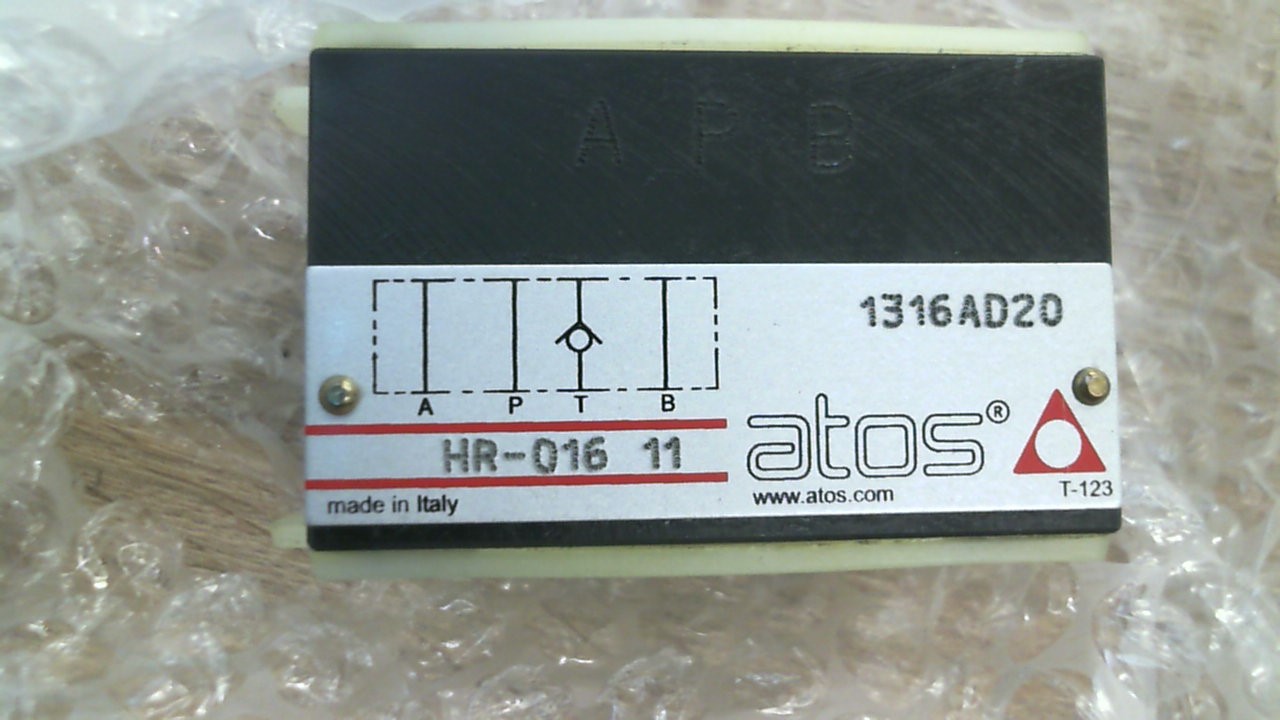 A P B
1316AD20
A P T B
HR-016 11
atos®
www.atos.com
T-123
made in Italy